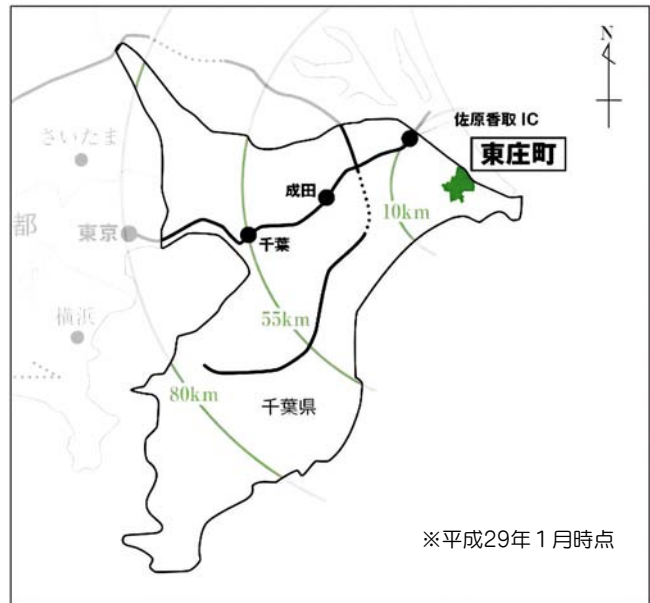 N
佐原香取 IC
東庄町
さいたま
成田
10km
都
東京
千葉
横浜
55km
80km
千葉県
※平成29年１月時点